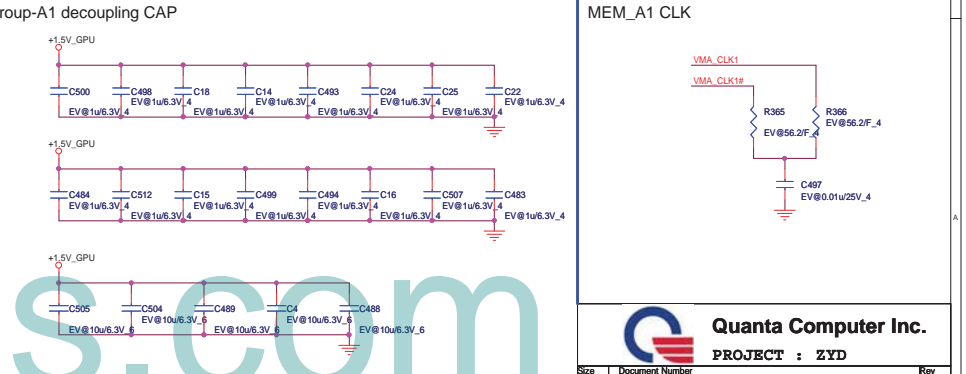 roup-A1 decoupling CAP
+1.5V_GPU
C500 C498 C18 C14 C493 C24 C25 C22
EV@1u/6.3V_4 EV@1u/6.3V_4 EV@1u/6.3V_4 EV@1u/6.3V_4 EV@1u/6.3V_4 EV@1u/6.3V_4 EV@1u/6.3V_4 EV@1u/6.3V_4
+1.5V_GPU
C484 C512 C15 C499 C494 C16 C507 C483
EV@1u/6.3V_4 EV@1u/6.3V_4 EV@1u/6.3V_4 EV@1u/6.3V_4 EV@1u/6.3V_4 EV@1u/6.3V_4 EV@1u/6.3V_4 EV@1u/6.3V_4
+1.5V_GPU
C505 C504 C489 C4 C488
EV@10u/6.3V_6 EV@10u/6.3V_6 EV@10u/6.3V_6 EV@10u/6.3V_6 EV@10u/6.3V_6
s.com
MEM_A1 CLK
VMA_CLK1
VMA_CLK1#
R365 R366
EV@56.2/F_4 EV@56.2/F_4
C497
EV@0.01u/25V_4
A
Quanta Computer Inc.
PROJECT : ZYD
Size Document Number Rev